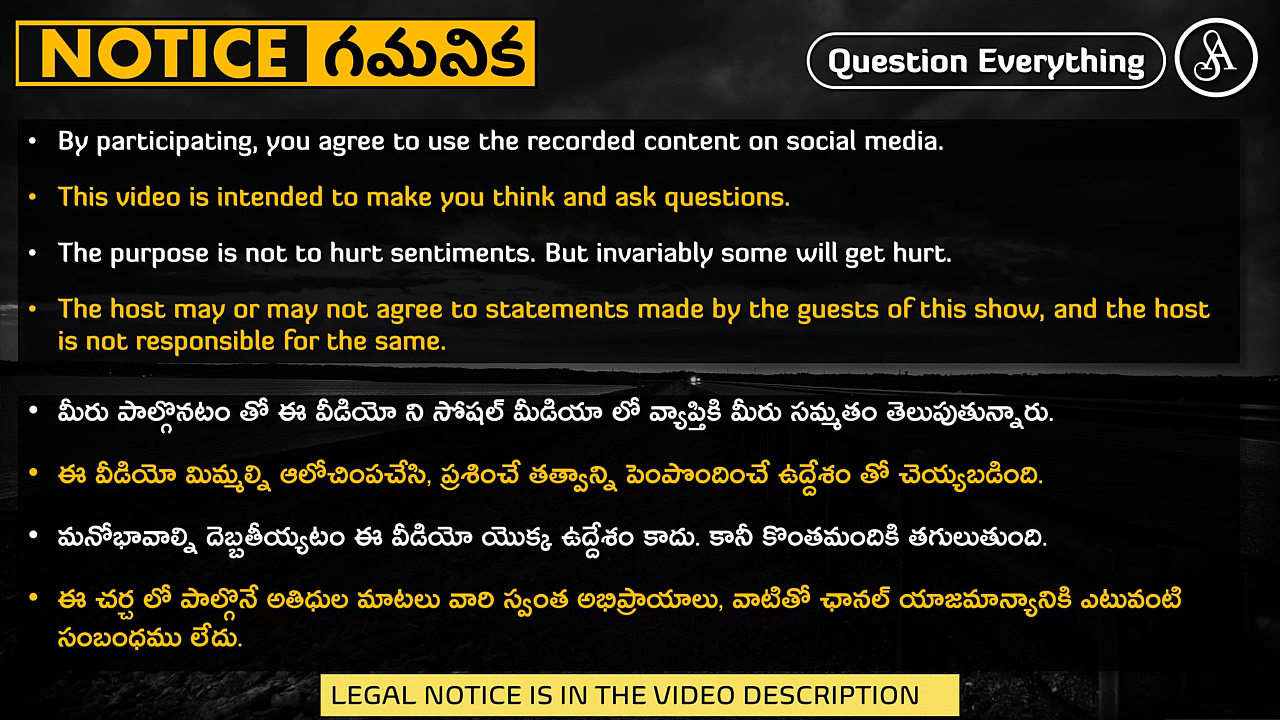 NOTICE గమనిక
Question Everything
• By participating, you agree to use the recorded content on social media.
• This video is intended to make you think and ask questions.
• The purpose is not to hurt sentiments. But invariably some will get hurt.
• The host may or may not agree to statements made by the guests of this show, and the host
is not responsible for the same.
• మీరు పాల్గొనటం తో ఈ వీడియో ని సోషల్ మీడియా లో వ్యాప్తికి మీరు సమ్మతం తెలుపుతున్నారు.
• ఈ వీడియో మిమ్మల్ని ఆలోచింపచేసి, ప్రశించే తత్వాన్ని పెంపొందించే ఉద్దేశం తో చెయ్యబడింది.
• మనోభావాల్ని దెబ్బతీయ్యటం ఈ వీడియో యొక్క ఉద్దేశం కాదు. కానీ కొంతమందికి తగులుతుంది.
• ఈ చర్చ లో పాల్గొనే అతిధుల మాటలు వారి స్వంత అభిప్రాయాలు, వాటితో ఛానల్ యాజమాన్యానికి ఎటువంటి
సంబంధము లేదు.
LEGAL NOTICE IS IN THE VIDEO DESCRIPTION